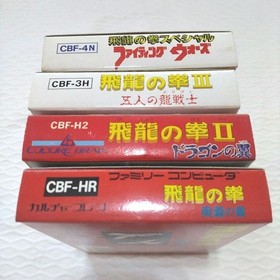 CBF-4N
飛龍の拳スペシャル
ファイティングウォーズ
CBF-3H
飛龍の拳III
五人の龍戦士
CBF-H2
CULTURE BRAIN
飛龍の拳II
ドラゴンの翼
CBF-HR
カルチャーブレーン
ファミリーコンピュータ
飛龍の拳